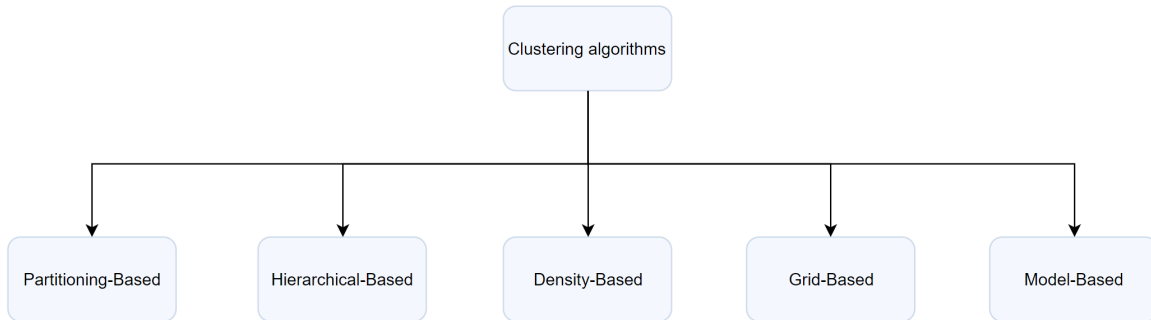 Clustering algorithms
Partitioning-Based
Hierarchical-Based
Density-Based
Grid-Based
Model-Based